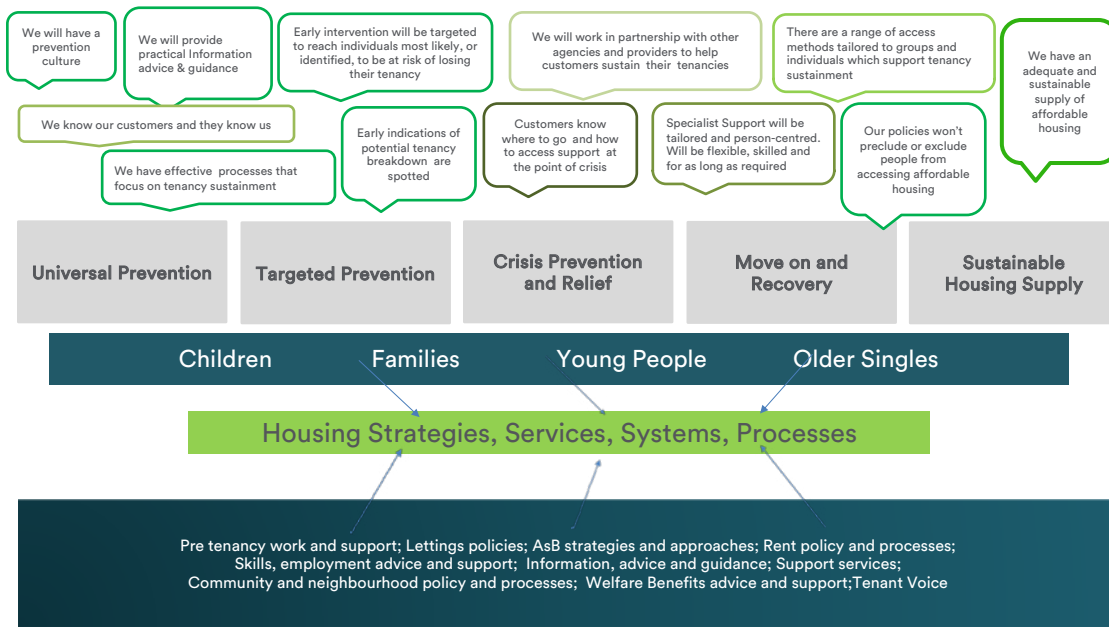 We will have a
prevention
culture
We will provide
practical Information
advice & guidance
Early intervention will be targeted
to reach individuals most likely, or
identified, to be at risk of losing
their tenancy
We will work in partnership with other
agencies and providers to help
customers sustain their tenancies
There are a range of access
methods tailored to groups and
individuals which support tenancy
sustainment
We have an
adequate and
sustainable
supply of
affordable
housing
We know our customers and they know us
We have effective processes that
focus on tenancy sustainment
Early indications of
potential tenancy
breakdown are
spotted
Customers know
where to go and how
to access support at
the point of crisis
Specialist Support will be
tailored and person-centred.
Will be flexible, skilled and
for as long as required
Our policies won't
preclude or exclude
people from
accessing affordable
housing
Universal Prevention
Targeted Prevention
Crisis Prevention
and Relief
Move on and
Recovery
Sustainable
Housing Supply
Children Families Young People Older Singles
Housing Strategies, Services, Systems, Processes
Pre tenancy work and support; Lettings policies; AsB strategies and approaches; Rent policy and processes;
Skills, employment advice and support; Information, advice and guidance; Support services;
Community and neighbourhood policy and processes; Welfare Benefits advice and support;Tenant Voice